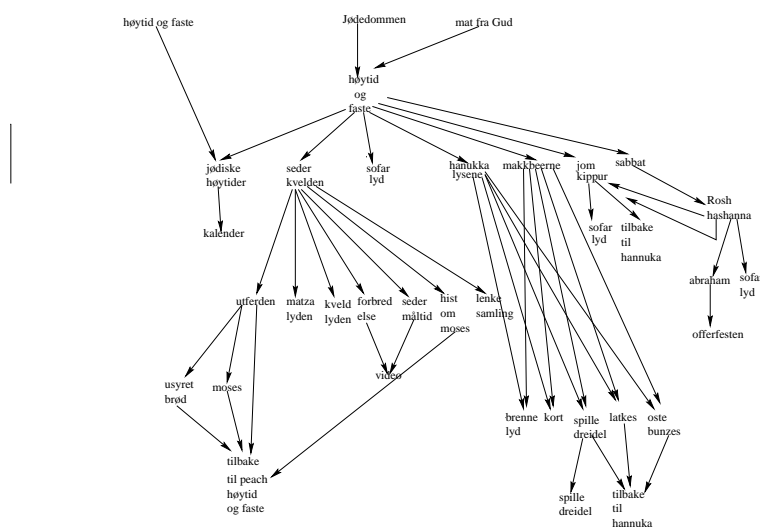 høytid og faste
Jødedommen
mat fra Gud
høytid
og
faste
jødiske
høytider
seder
kvelden
sofar
lyd
hanukka
lysene
makkbeerne
jom
kippur
sabbat
Rosh
hashanna
kalender
sofar
lyd
tilbake
til
hannuka
abraham
sofa
lyd
utferden
matza
lyden
kveld
lyden
forbred
else
seder
måltid
hist
om
moses
lenke
samling
offerfesten
usyret
brød
moses
video
brenne
lyd
kort
spille
dreidel
latkes
oste
bunzes
tilbake
til peach
høytid
og faste
spille
dreidel
tilbake
til
hannuka